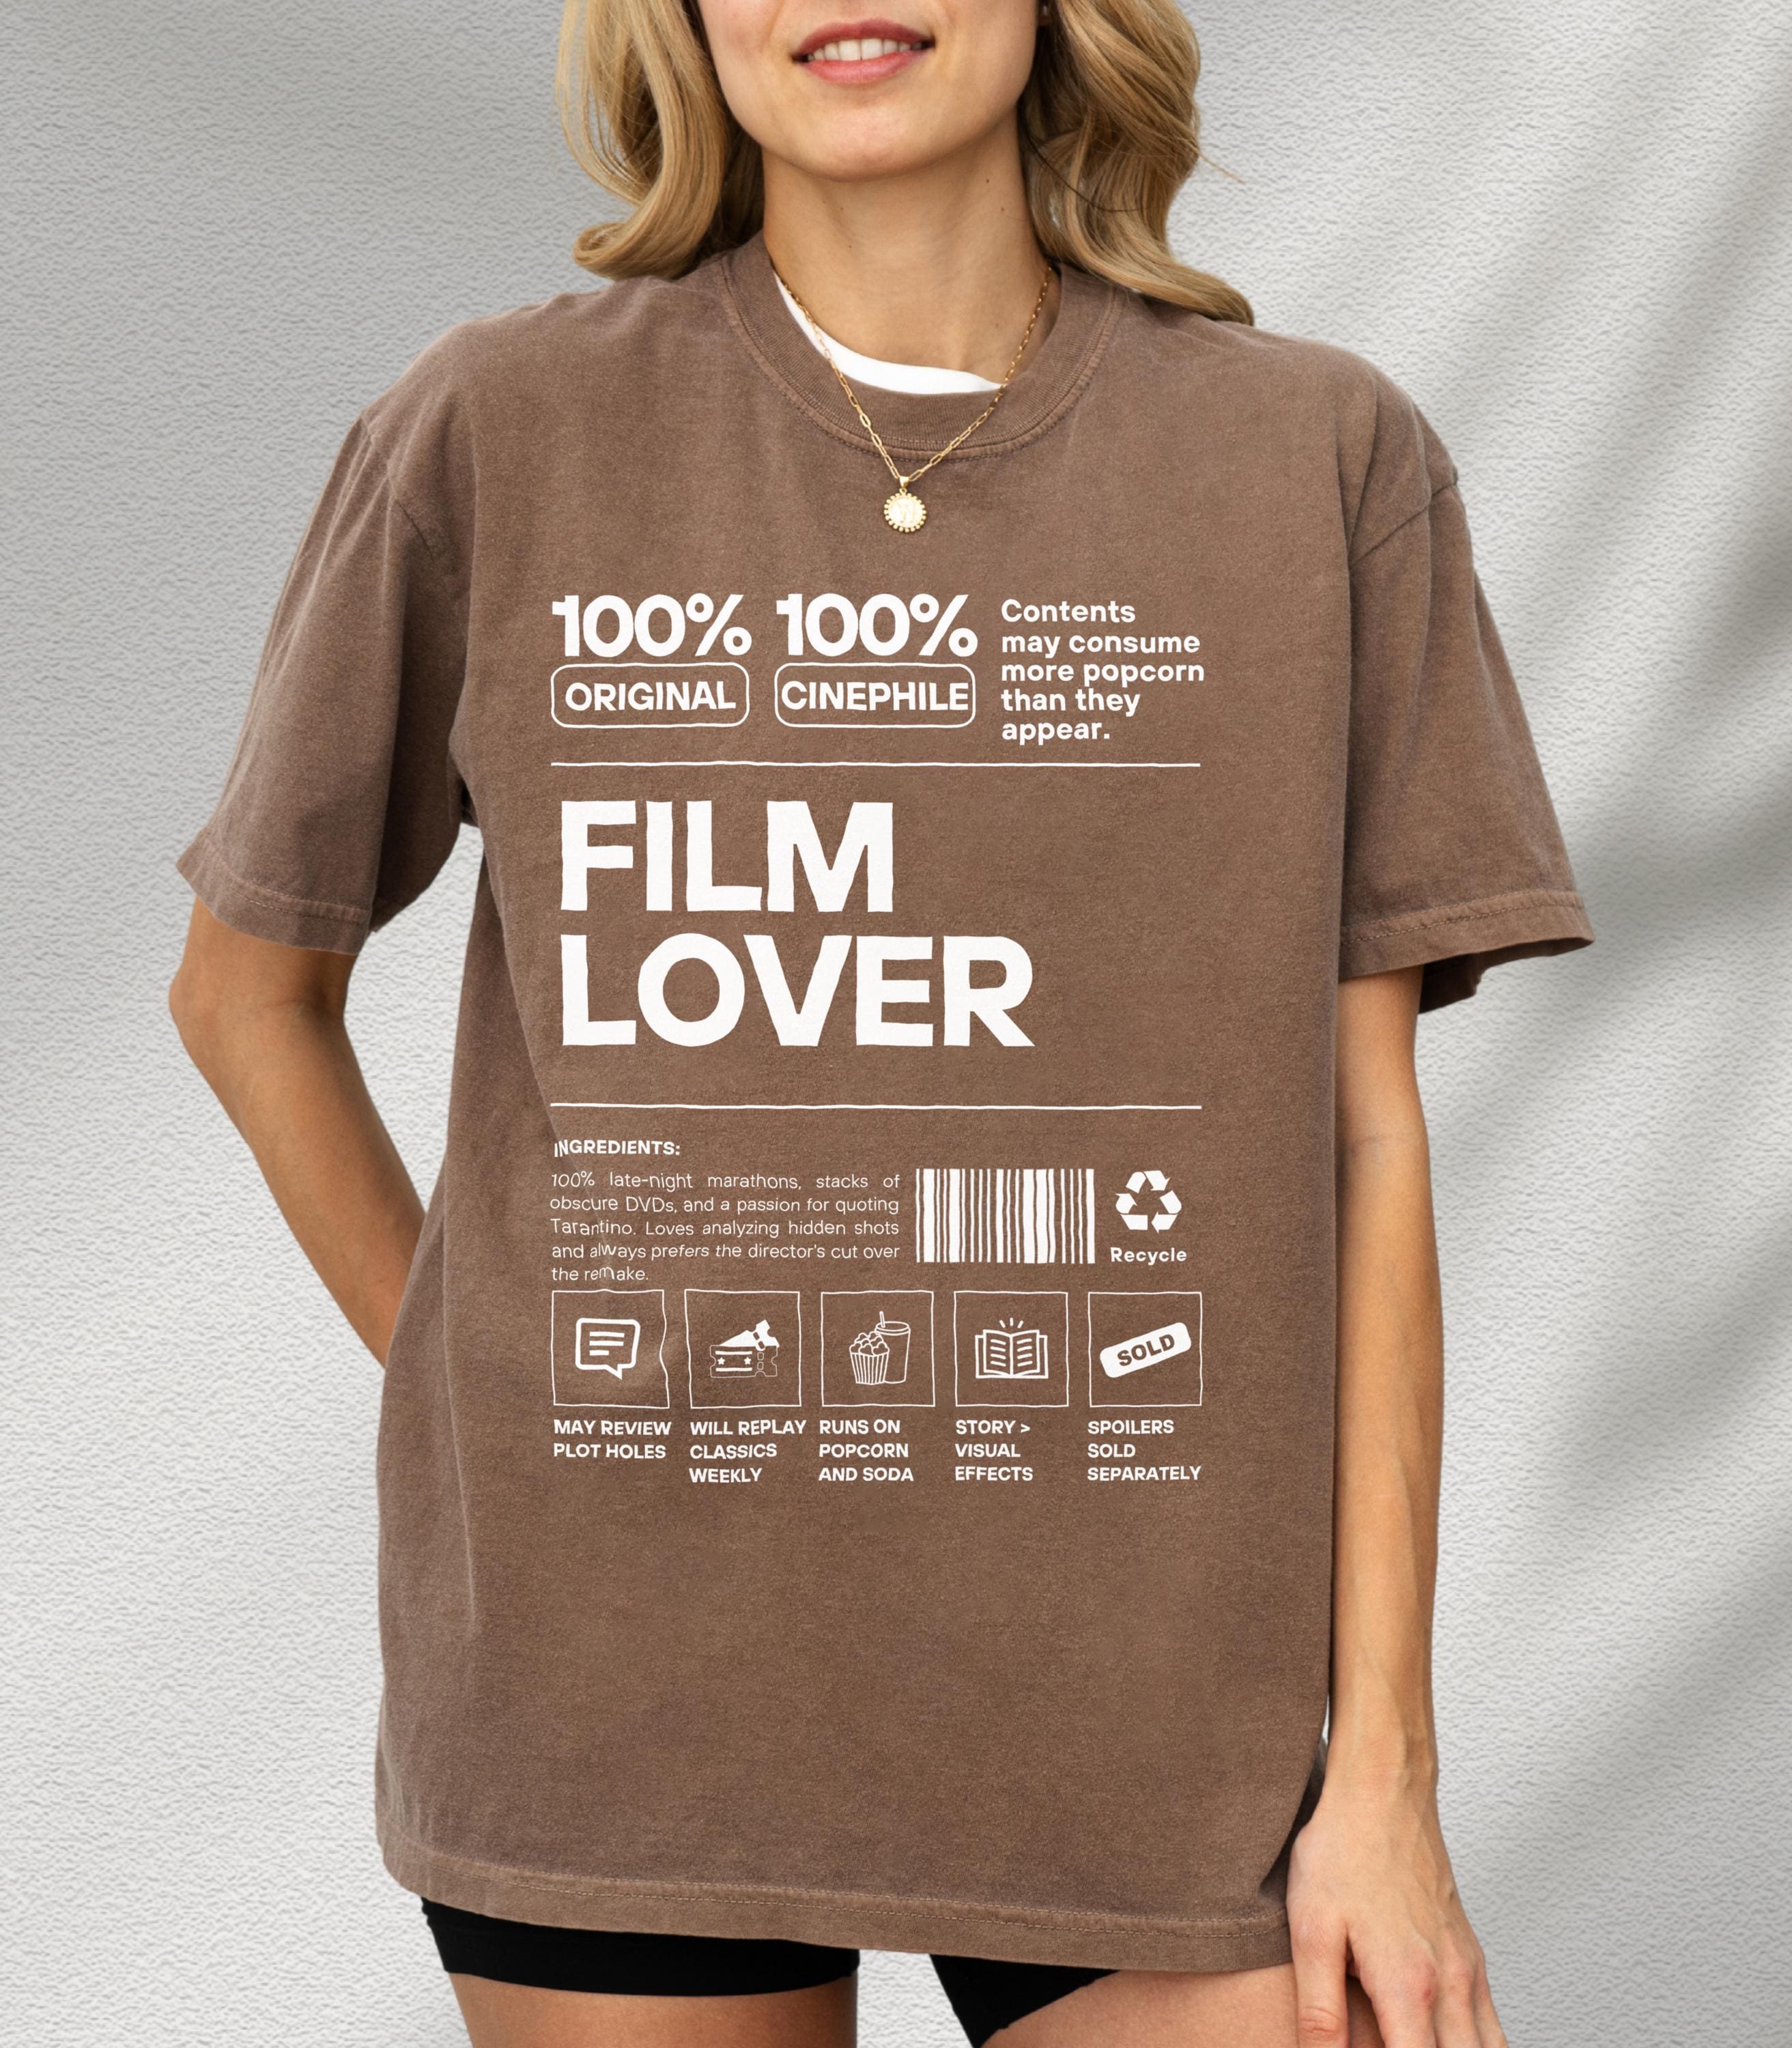 100% 100%
ORIGINAL CINEPHILE
Contents
may consume
more popcorn
than they
appear.
FILM
LOVER
INGREDIENTS:
100% late-night marathons, stacks of
obscure DVDs, and a passion for quoting
Tarantino. Loves analyzing hidden shots
and always prefers the director's cut over
the remake.
Recycle
SOLD
MAY REVIEW
PLOT HOLES
WILL REPLAY
CLASSICS
WEEKLY
RUNS ON
POPCORN
AND SODA
STORY >
VISUAL
EFFECTS
SPOILERS
SOLD
SEPARATELY